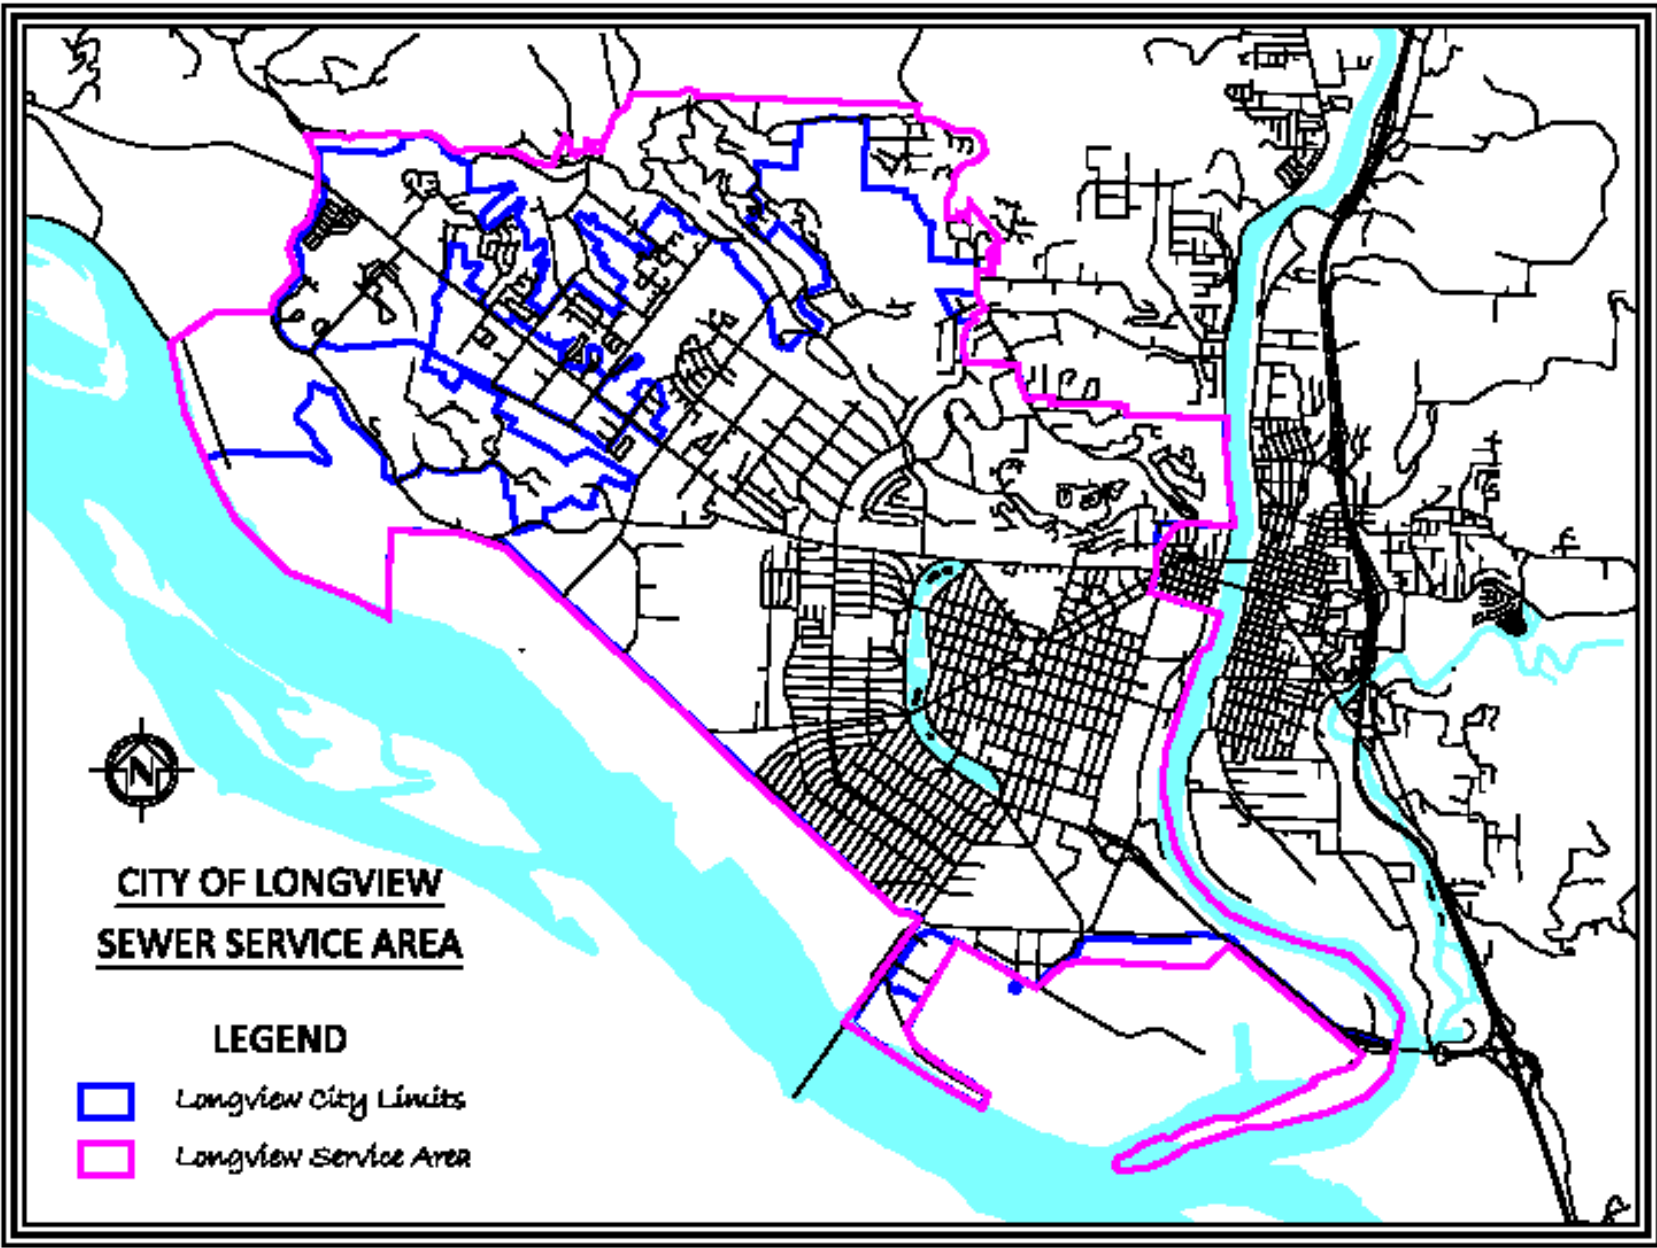 N
CITY OF LONGVIEW
SEWER SERVICE AREA
LEGEND
Longview City Limits
Longview Service Area